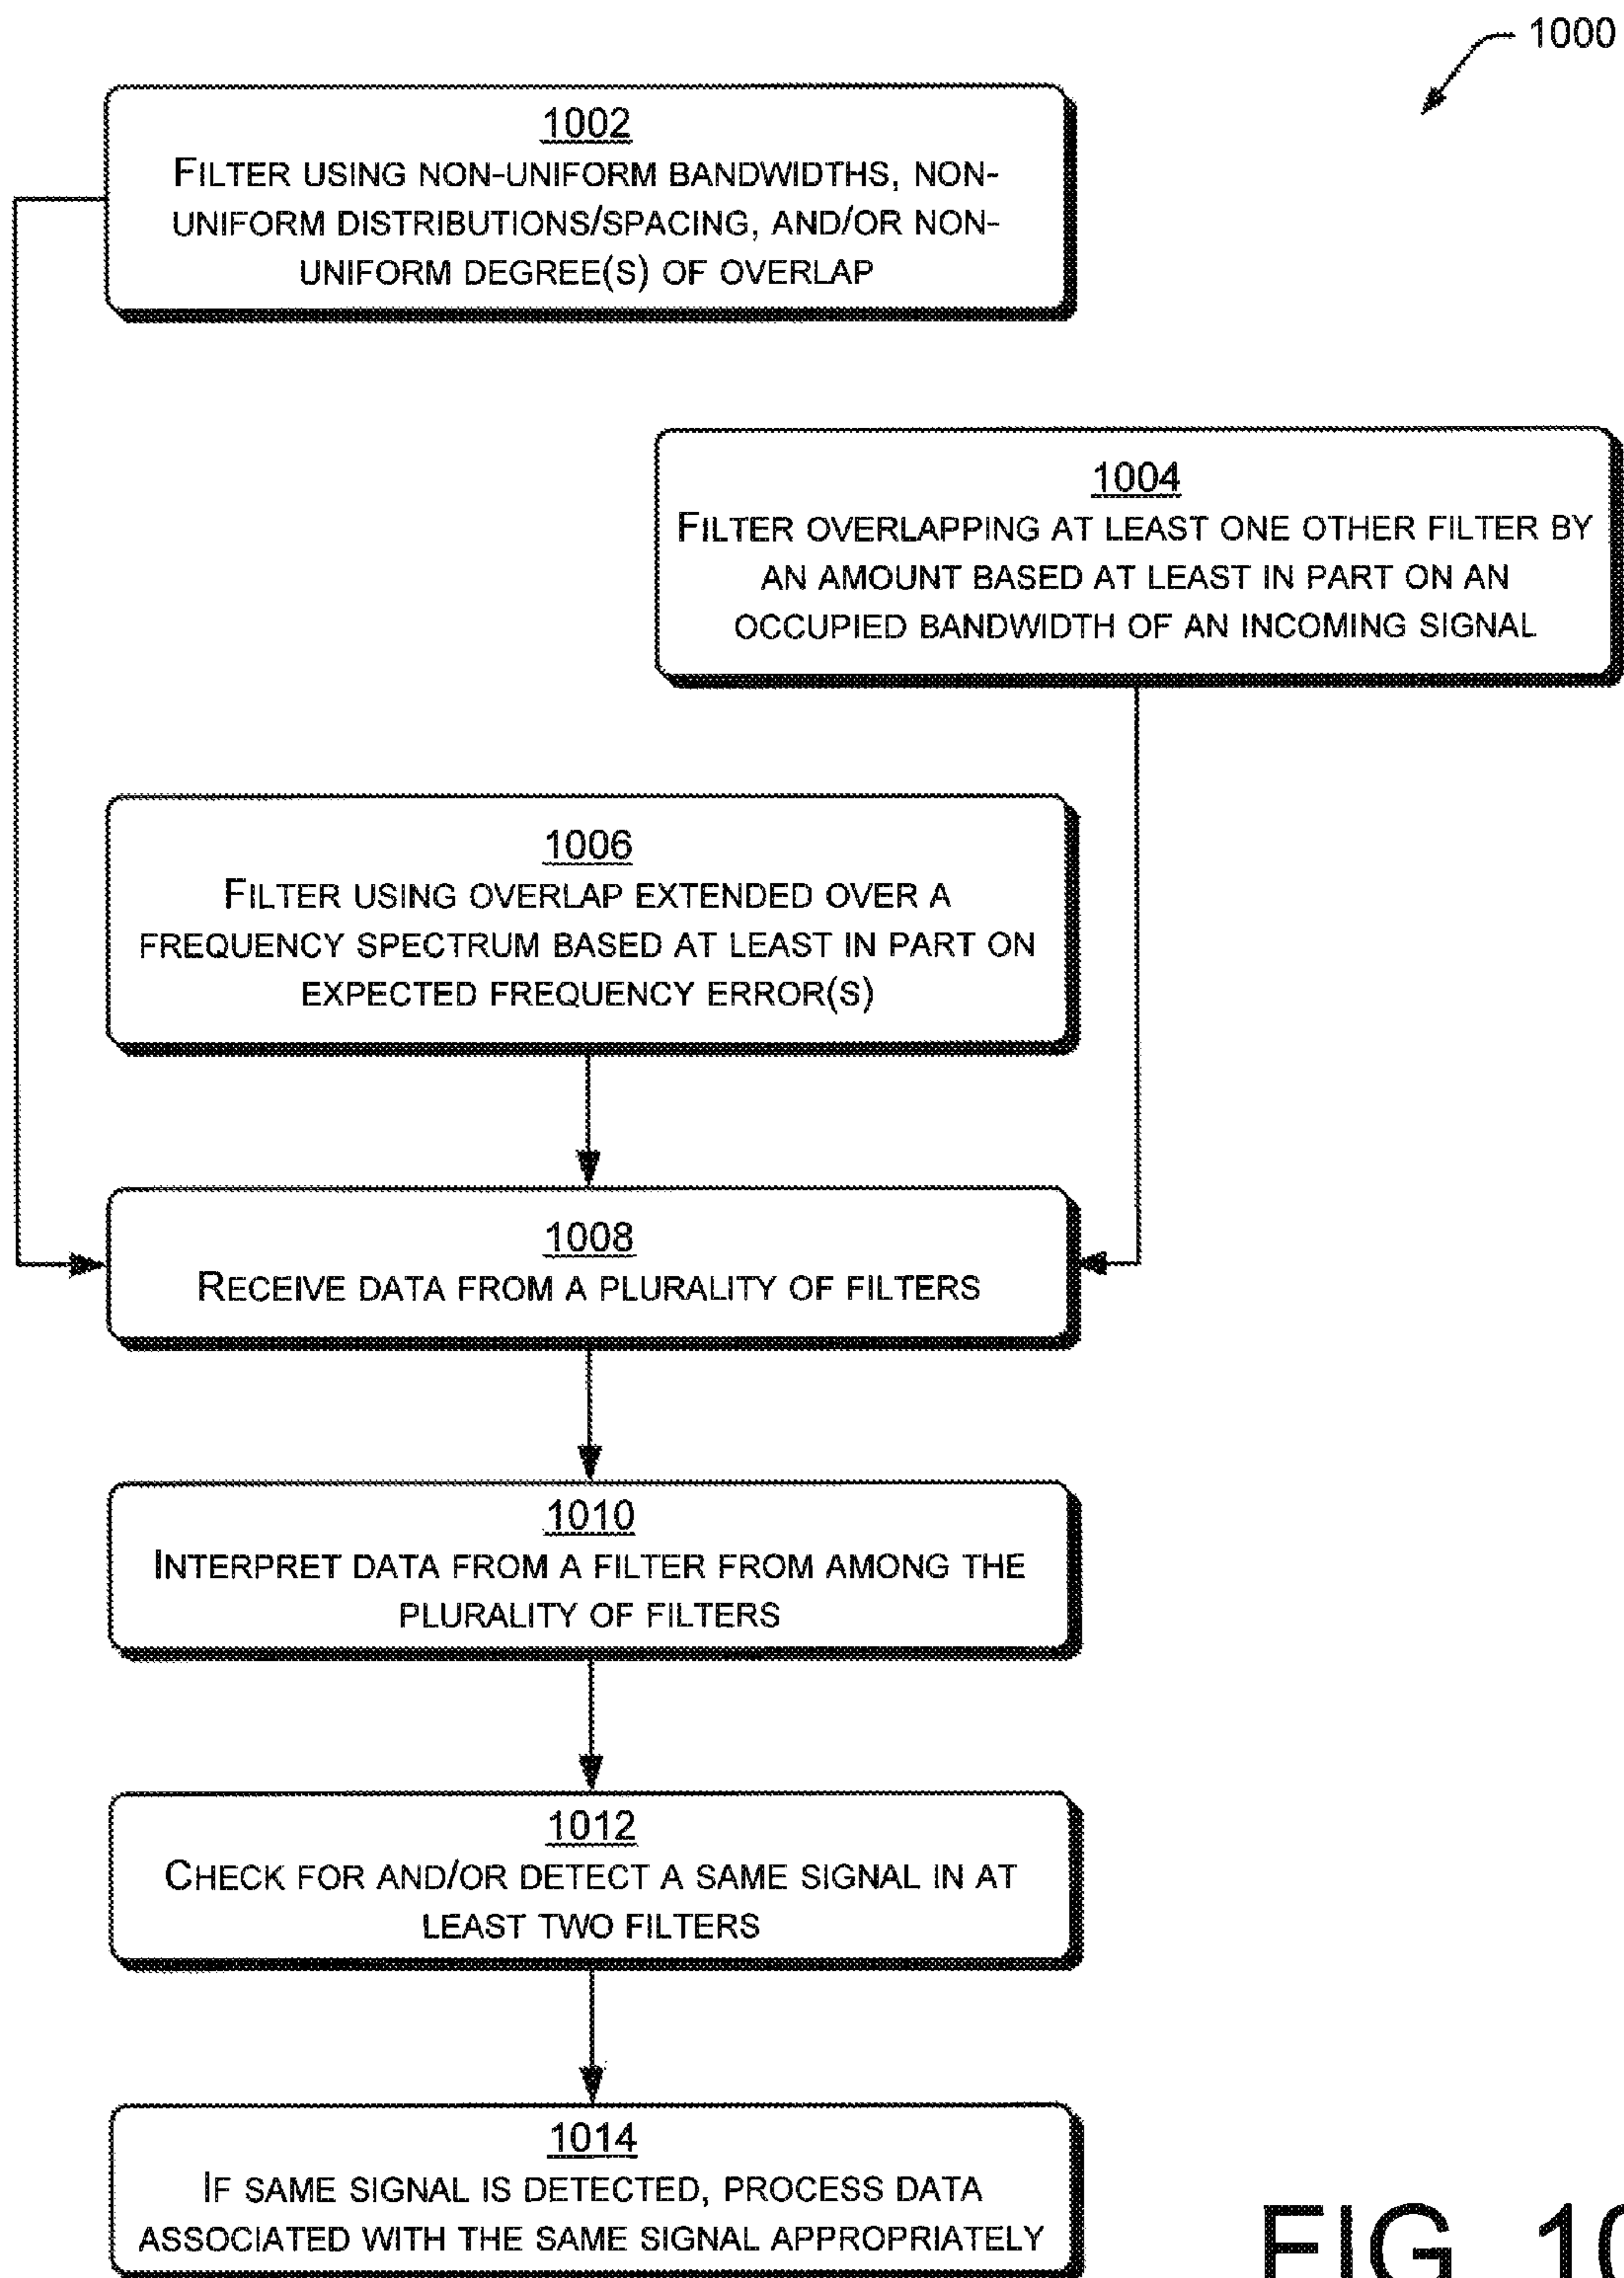 1000
1002
FILTER USING NON-UNIFORM BANDWIDTHS, NON-
UNIFORM DISTRIBUTIONS/SPACING, AND/OR NON-
UNIFORM DEGREE(S) OF OVERLAP
1004
FILTER OVERLAPPING AT LEAST ONE OTHER FILTER BY
AN AMOUNT BASED AT LEAST IN PART ON AN
OCCUPIED BANDWIDTH OF AN INCOMING SIGNAL
1006
FILTER USING OVERLAP EXTENDED OVER A
FREQUENCY SPECTRUM BASED AT LEAST IN PART ON
EXPECTED FREQUENCY ERROR(S)
1008
RECEIVE DATA FROM A PLURALITY OF FILTERS
1010
INTERPRET DATA FROM A FILTER FROM AMONG THE
PLURALITY OF FILTERS
1012
CHECK FOR AND/OR DETECT A SAME SIGNAL IN AT
LEAST TWO FILTERS
1014
IF SAME SIGNAL IS DETECTED, PROCESS DATA
ASSOCIATED WITH THE SAME SIGNAL APPROPRIATELY
FIG. 10